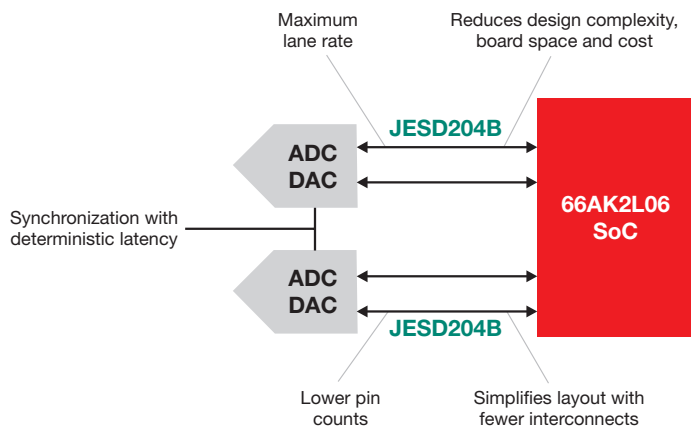 Maximum
lane rate
Reduces design complexity,
board space and cost
JESD204B
ADC
DAC
66AK2L06
SoC
Synchronization with
deterministic latency
ADC
DAC
JESD204B
Lower pin
counts
Simplifies layout with
fewer interconnects